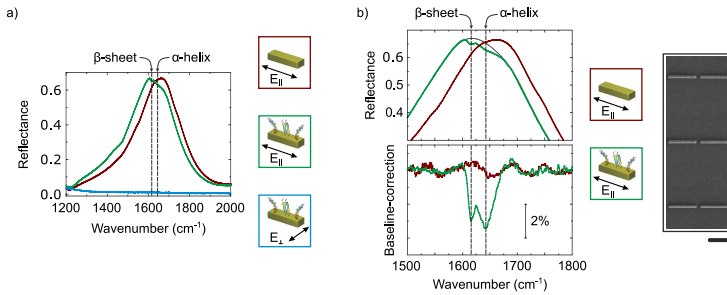 a)
β-sheet
α-helix
0.6
0.4
0.2
0.0
Reflectance
1200
1400
1600
1800
2000
Wavenumber (cm⁻¹)
E||
E||
E⊥
b)
β-sheet
α-helix
0.6
0.5
0.4
Reflectance
Baseline-correction
2%
1500
1600
1700
1800
Wavenumber (cm⁻¹)
E||
E||